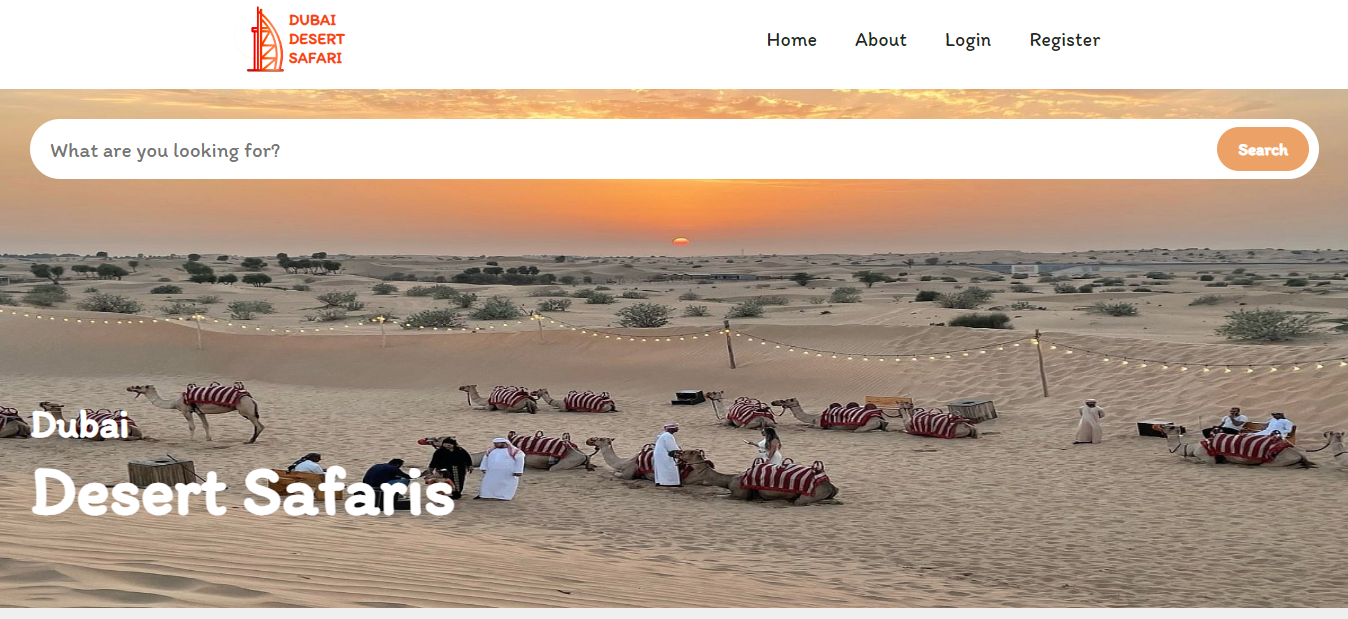 DUBAI
DESERT
SAFARI
Home About Login Register
What are you looking for? Search
Dubai
Desert Safaris